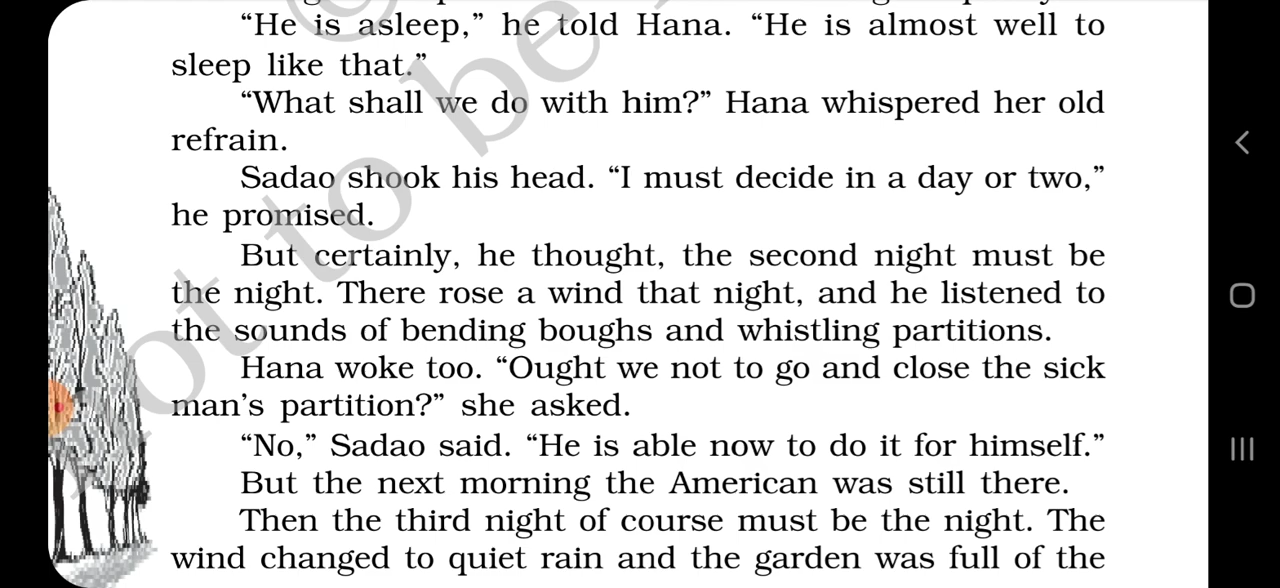 “He is asleep,” he told Hana. “He is almost well to
sleep like that.”
“What shall we do with him?” Hana whispered her old
refrain.
Sadao shook his head. “I must decide in a day or two,”
he promised.
But certainly, he thought, the second night must be
the night. There rose a wind that night, and he listened to
the sounds of bending boughs and whistling partitions.
Hana woke too. “Ought we not to go and close the sick
man’s partition?” she asked.
“No,” Sadao said. “He is able now to do it for himself.”
But the next morning the American was still there.
Then the third night of course must be the night. The
wind changed to quiet rain and the garden was full of the
not to be